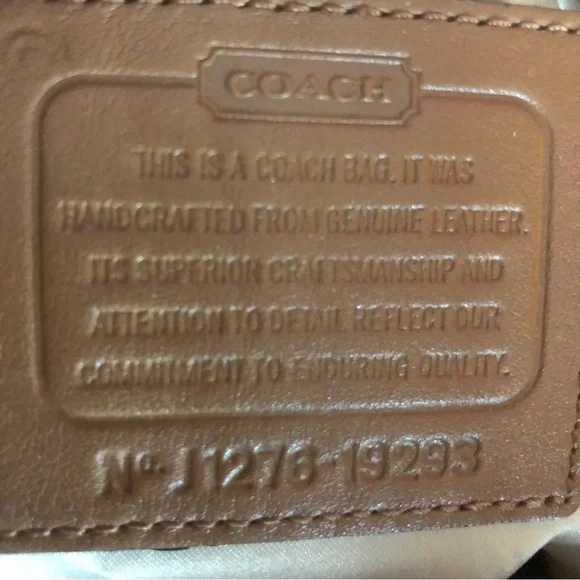 COACH
THIS IS A COACH BAG. IT WAS
HANDCRAFTED FROM GENUINE LEATHER.
ITS SUPERIOR CRAFTSMANSHIP AND
ATTENTION TO DETAIL REFLECT OUR
COMMITMENT TO ENDURING QUALITY.
No. J1276-19293